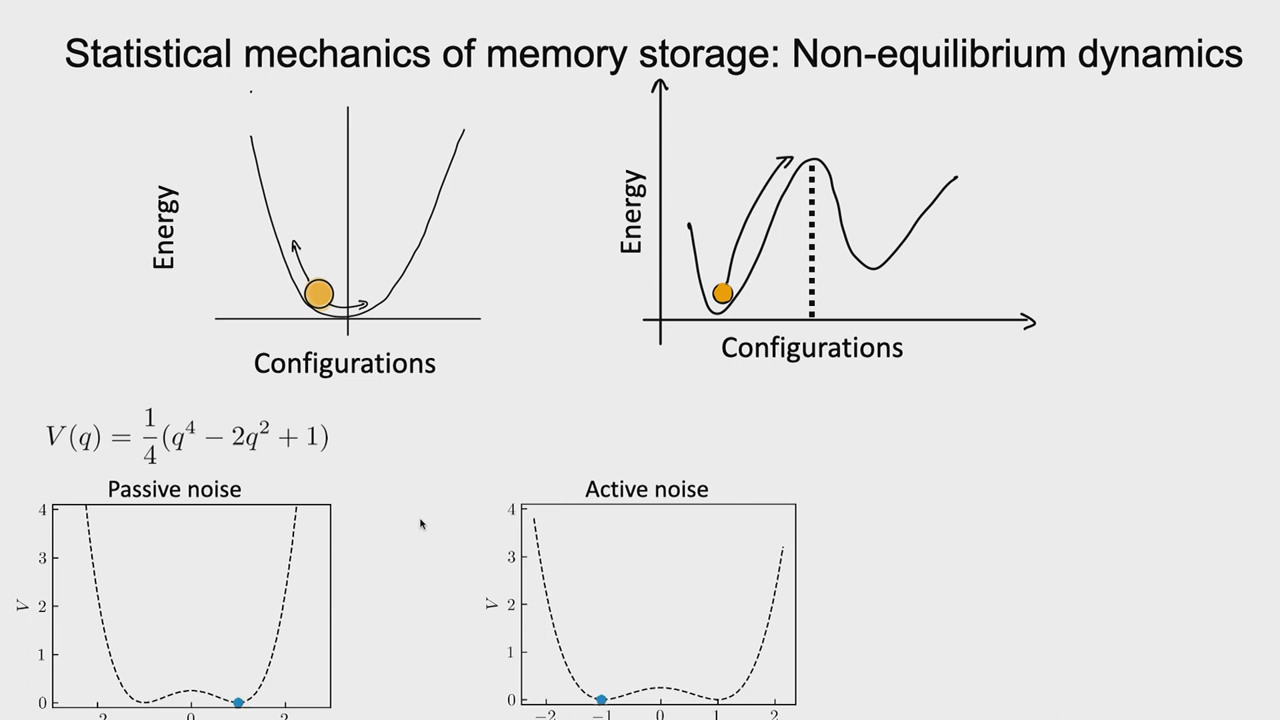 Statistical mechanics of memory storage: Non-equilibrium dynamics
Energy
Configurations
Energy
Configurations
V(q) = \frac{1}{4}(q^4 − 2q^2 + 1)
Passive noise
4
3
V 2
1
0
2 0 2
Active noise
4
3
V 2
1
0
−2 −1 0 1 2